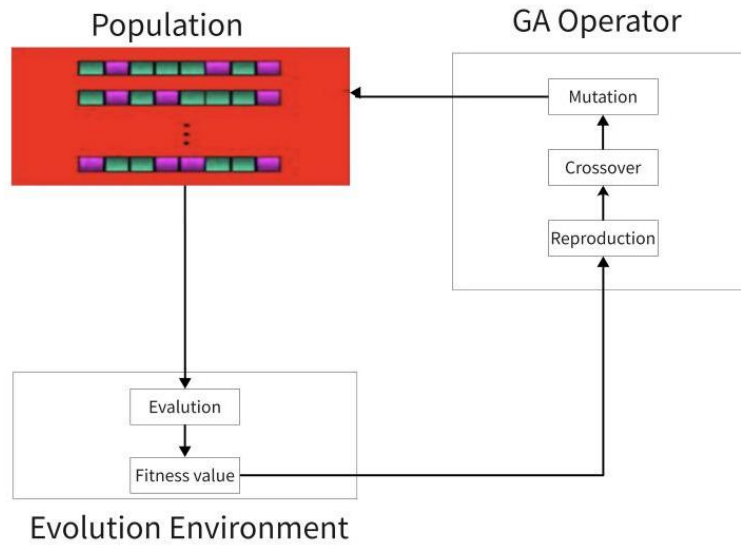 Population
GA Operator
Mutation
Crossover
Reproduction
Evalution
Fitness value
Evolution Environment